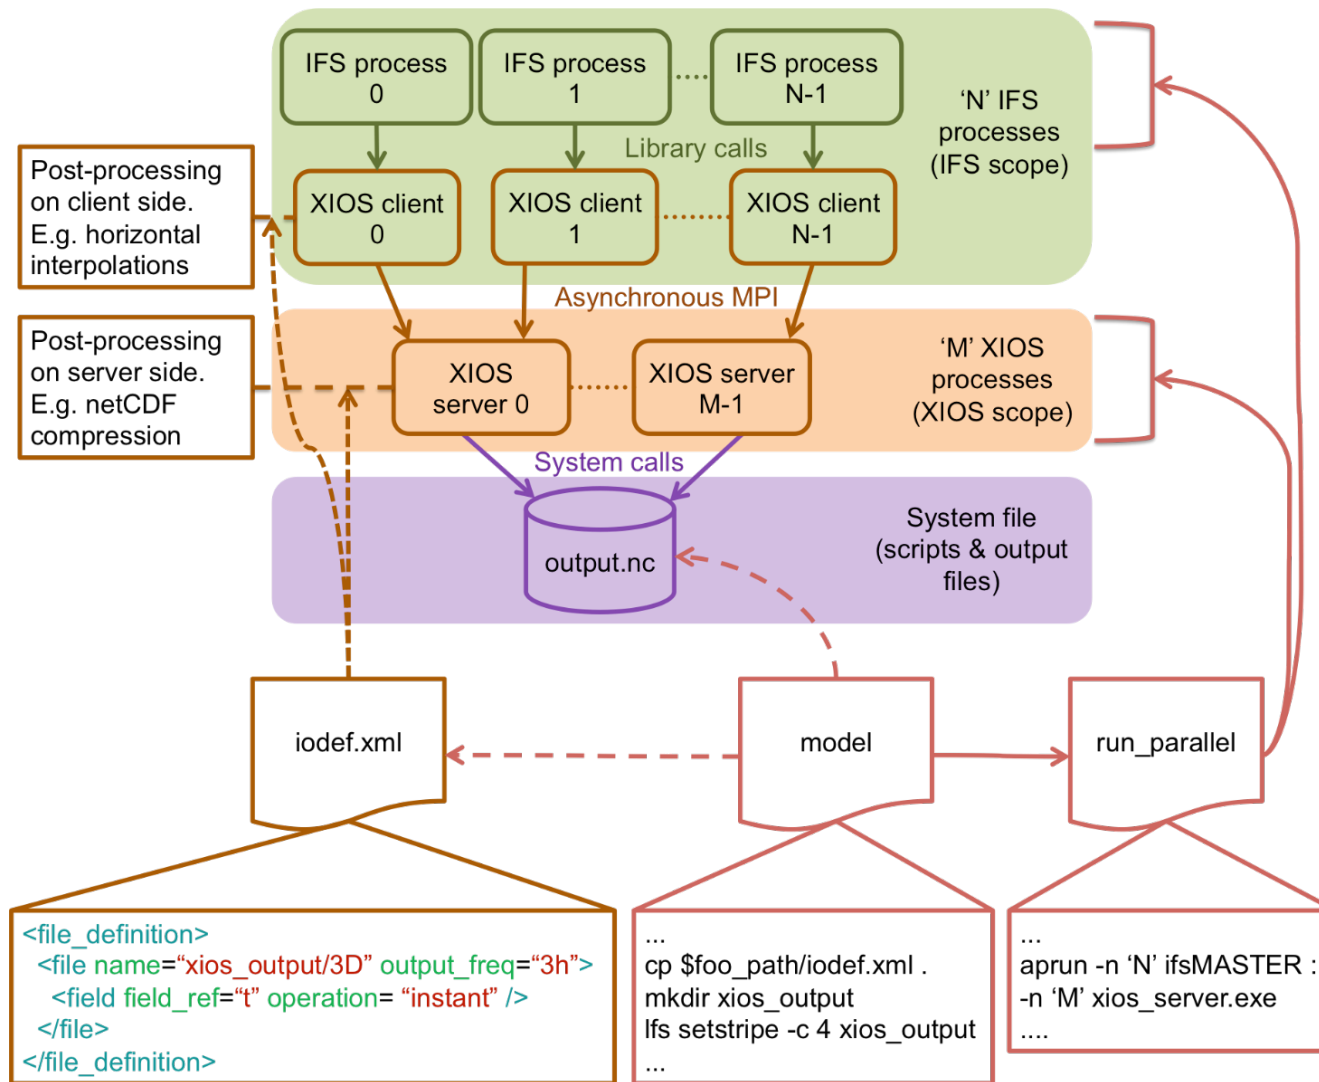 IFS process
0
IFS process
1
IFS process
N-1
‘N’ IFS
processes
(IFS scope)
Library calls
Post-processing
on client side.
E.g. horizontal
interpolations
XIOS client
0
XIOS client
1
XIOS client
N-1
Asynchronous MPI
Post-processing
on server side.
E.g. netCDF
compression
XIOS
server 0
XIOS server
M-1
‘M’ XIOS
processes
(XIOS scope)
System calls
output.nc
System file
(scripts & output
files)
iodef.xml
model
run_parallel
<file_definition>
<file name=“xios_output/3D” output_freq=“3h”>
<field field_ref=“t” operation= “instant” />
</file>
</file_definition>
...
cp $foo_path/iodef.xml .
mkdir xios_output
lfs setstripe -c 4 xios_output
...
...
aprun -n ‘N’ ifsMASTER :
-n ‘M’ xios_server.exe
....